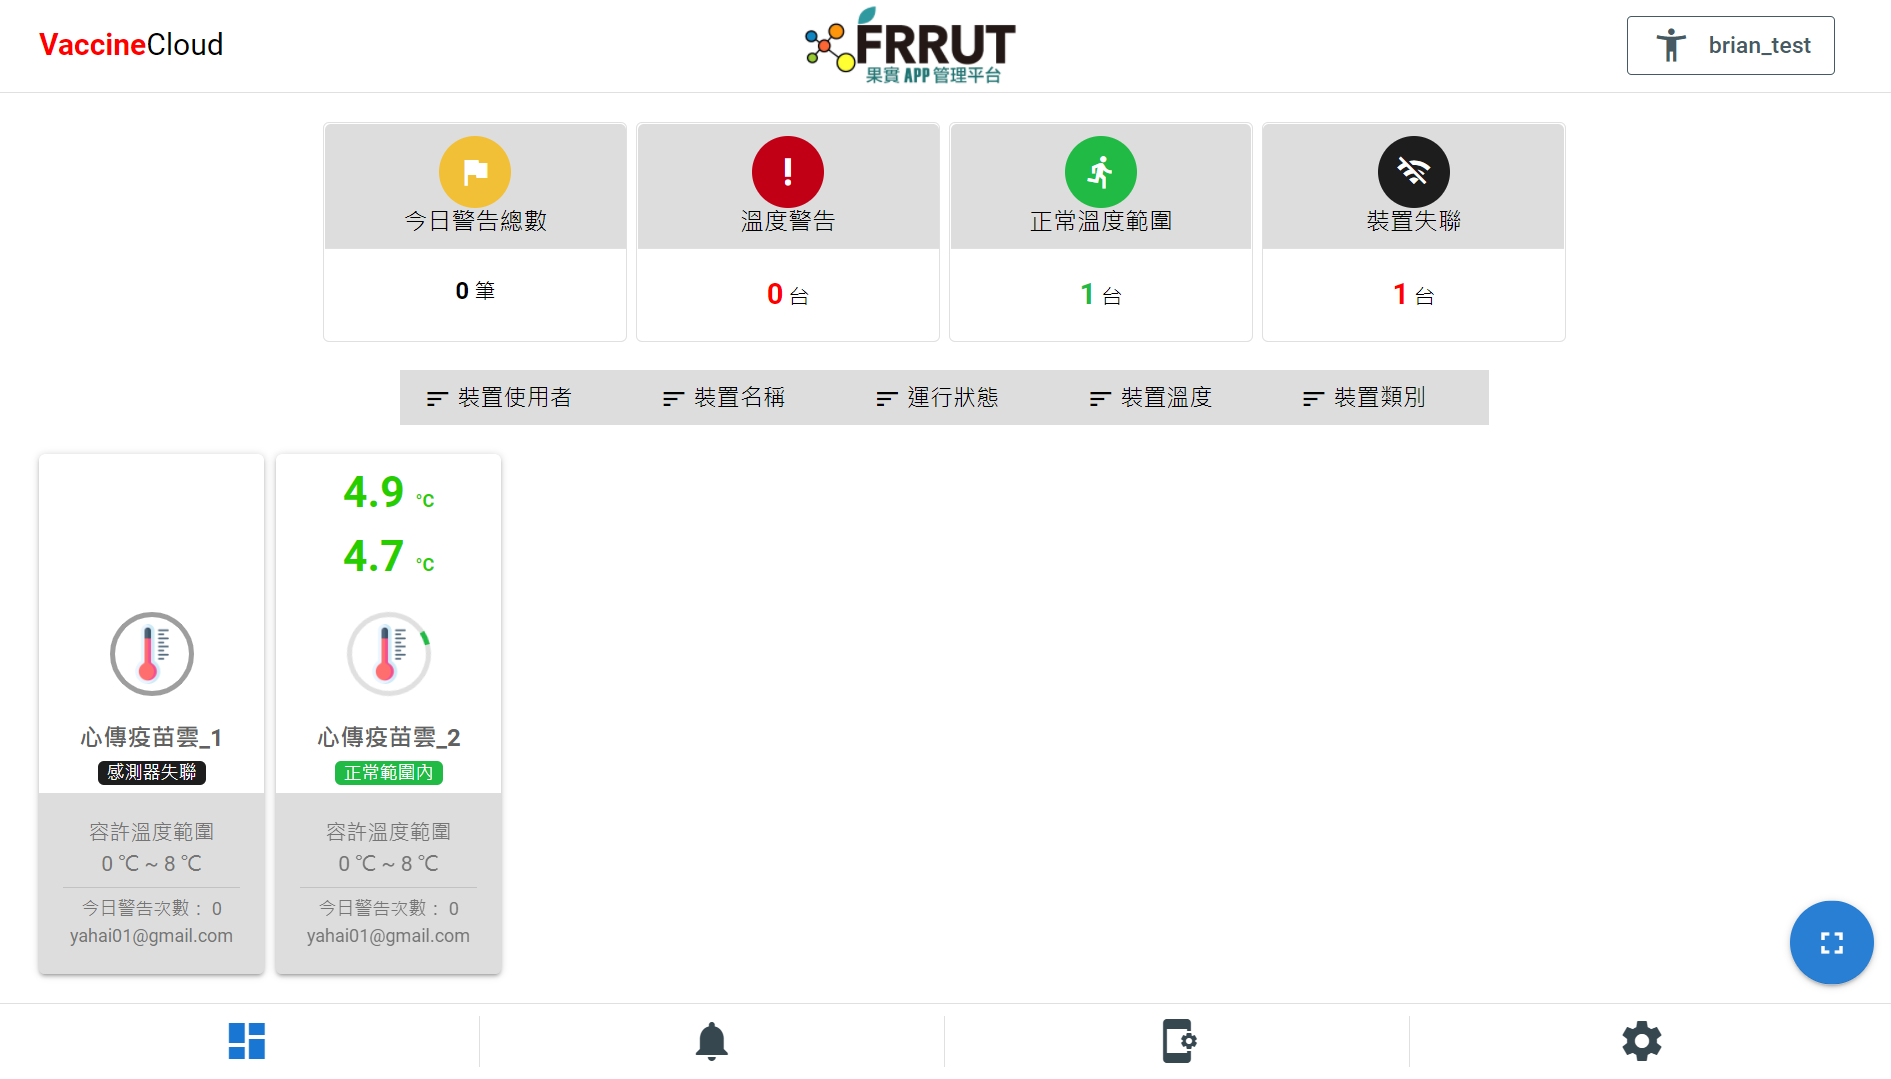 VaccineCloud
FRRUT
果實 APP 管理平台
brian_test
今日警告總數
溫度警告
正常溫度範圍
裝置失聯
0 筆
0 台
1 台
1 台
裝置使用者
裝置名稱
運行狀態
裝置溫度
裝置類別
心傳疫苗雲_1
感測器失聯
容許溫度範圍
0 ℃ ~ 8 ℃
今日警告次數： 0
yahai01@gmail.com
4.9 °C
4.7 °C
心傳疫苗雲_2
正常範圍內
容許溫度範圍
0 ℃ ~ 8 ℃
今日警告次數： 0
yahai01@gmail.com